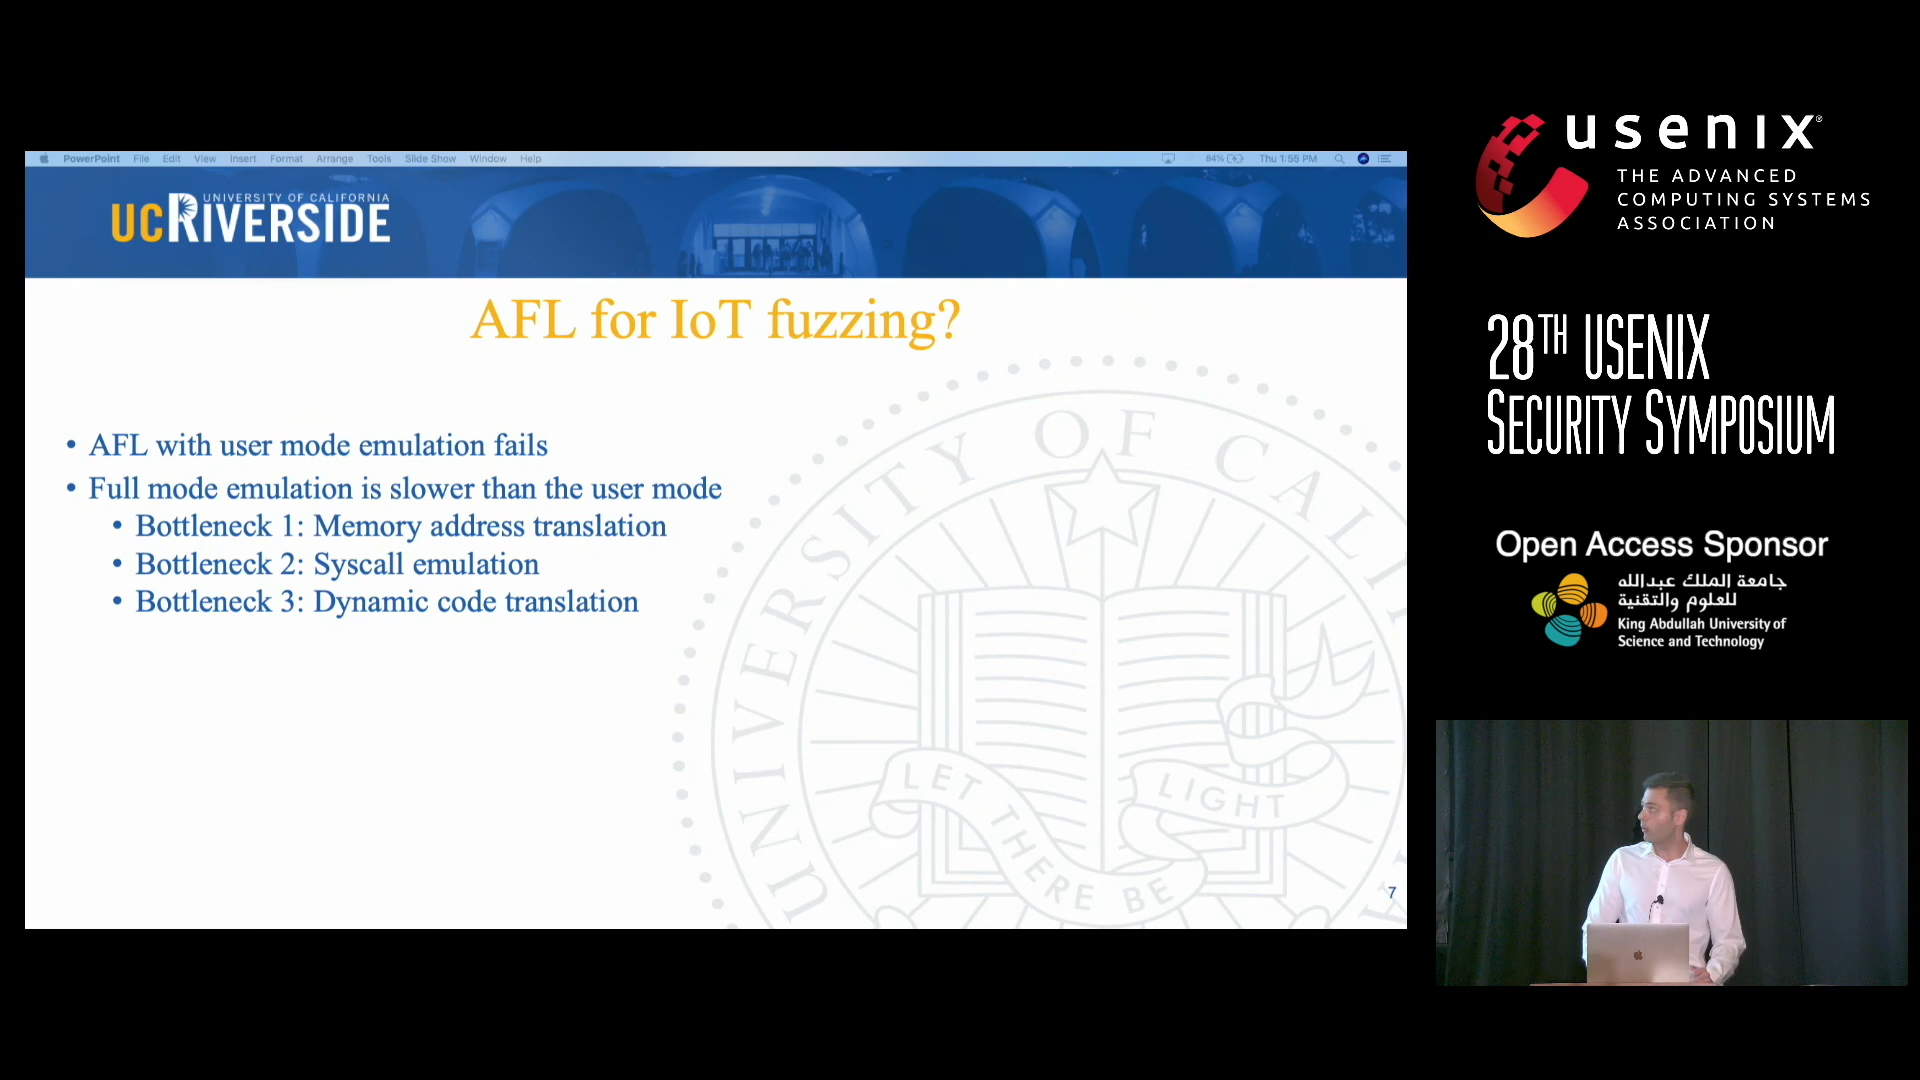 PowerPoint File Edit View Insert Format Arrange Tools Slide Show Window Help
84% Thu 1:55 PM
UNIVERSITY OF CALIFORNIA
UCRIVERSIDE
AFL for IoT fuzzing?
• AFL with user mode emulation fails
• Full mode emulation is slower than the user mode
• Bottleneck 1: Memory address translation
• Bottleneck 2: Syscall emulation
• Bottleneck 3: Dynamic code translation
UNIVERSITY OF CALI
LET THERE BE LIGHT
7
usenix®
THE ADVANCED
COMPUTING SYSTEMS
ASSOCIATION
28TH USENIX
SECURITY SYMPOSIUM
Open Access Sponsor
جامعة الملك عبدالله
للعلوم والتقنية
King Abdullah University of
Science and Technology